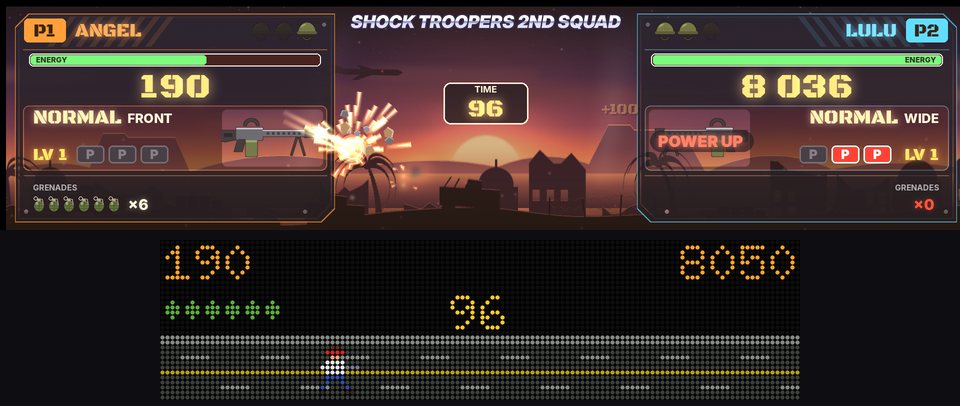 SHOCK TROOPERS 2ND SQUAD
P1 ANGEL
ENERGY
190
NORMAL FRONT
LV 1 P P P
GRENADES
×6
TIME
96
+100
LULU P2
ENERGY
8 036
NORMAL WIDE
POWER UP
P P P LV 1
GRENADES
×0
190
8050
96